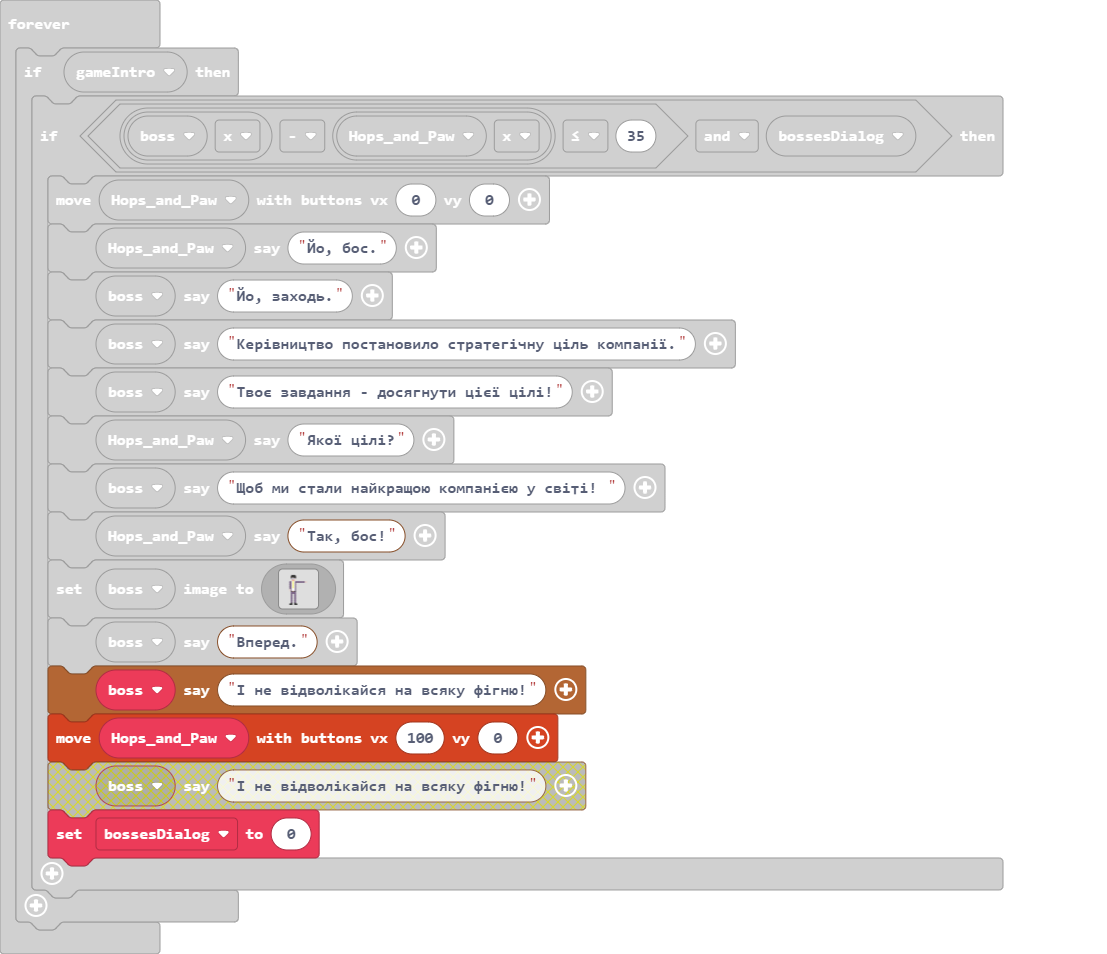 forever
if gameIntro then
if boss x - Hops_and_Paw x ≤ 35 and bossesDialog then
move Hops_and_Paw with buttons vx 0 vy 0
Hops_and_Paw say "Йо, бос."
boss say "Йо, заходь."
boss say "Керівництво постановило стратегічну ціль компанії."
boss say "Твоє завдання - досягнути цієї цілі!"
Hops_and_Paw say "Якої цілі?"
boss say "Щоб ми стали найкращою компанією у світі! "
Hops_and_Paw say "Так, бос!"
set boss image to
boss say "Вперед."
boss say "І не відволікайся на всяку фігню!"
move Hops_and_Paw with buttons vx 100 vy 0
boss say "І не відволікайся на всяку фігню!"
set bossesDialog to 0